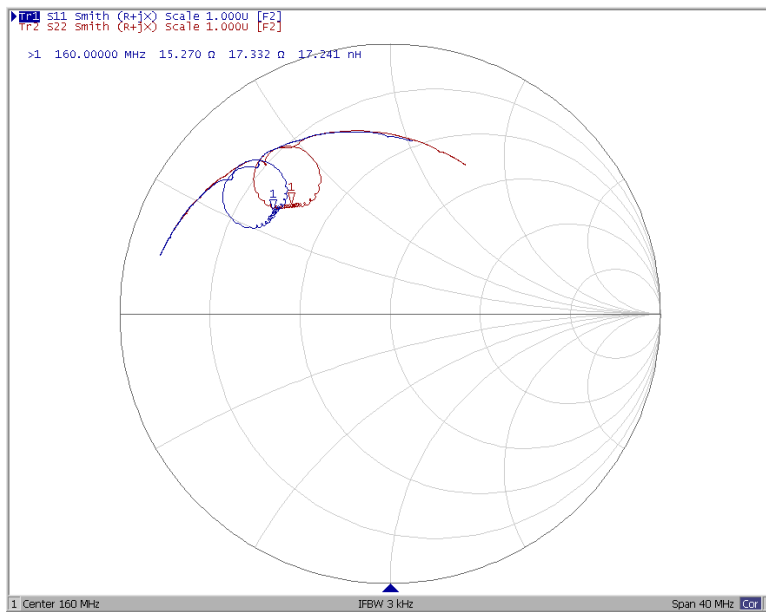 Tr1 S11 Smith (R+jX) Scale 1.000U [F2]
Tr2 S22 Smith (R+jX) Scale 1.000U [F2]
>1 160.00000 MHz 15.270 Ω 17.332 Ω 17.241 nH
1 1
1 Center 160 MHz IFBW 3 kHz Span 40 MHz Cor